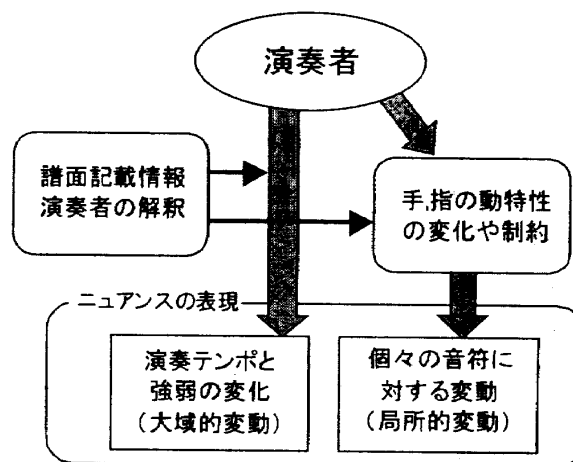 演奏者
譜面記載情報
演奏者の解釈
手,指の動特性
の変化や制約
ニュアンスの表現
演奏テンポと
強弱の変化
(大域的変動)
個々の音符に
対する変動
(局所的変動)